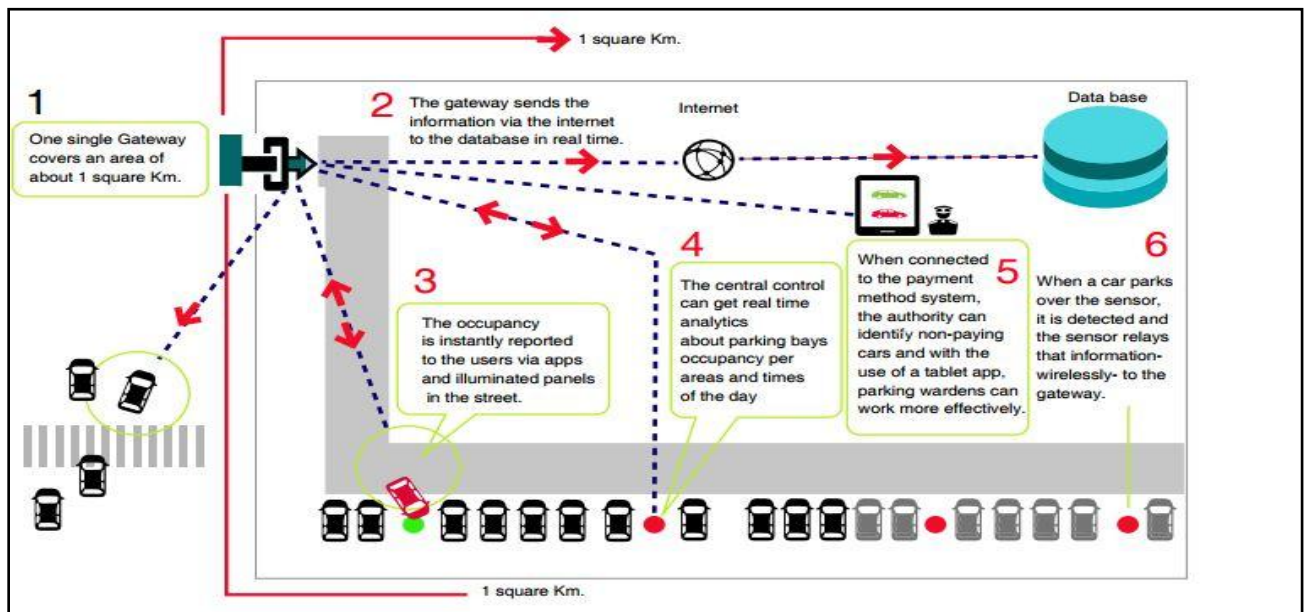 1 square Km.
1
One single Gateway
covers an area of
about 1 square Km.
2
The gateway sends the
information via the internet
to the database in real time.
Internet
Data base
3
The occupancy
is instantly reported
to the users via apps
and illuminated panels
in the street.
4
The central control
can get real time
analytics
about parking bays
occupancy per
areas and times
of the day
5
When connected
to the payment
method system,
the authority can
identify non-paying
cars and with the
use of a tablet app,
parking wardens can
work more effectively.
6
When a car parks
over the sensor,
it is detected and
the sensor relays
that information-
wirelessly- to the
gateway.
1 square Km.